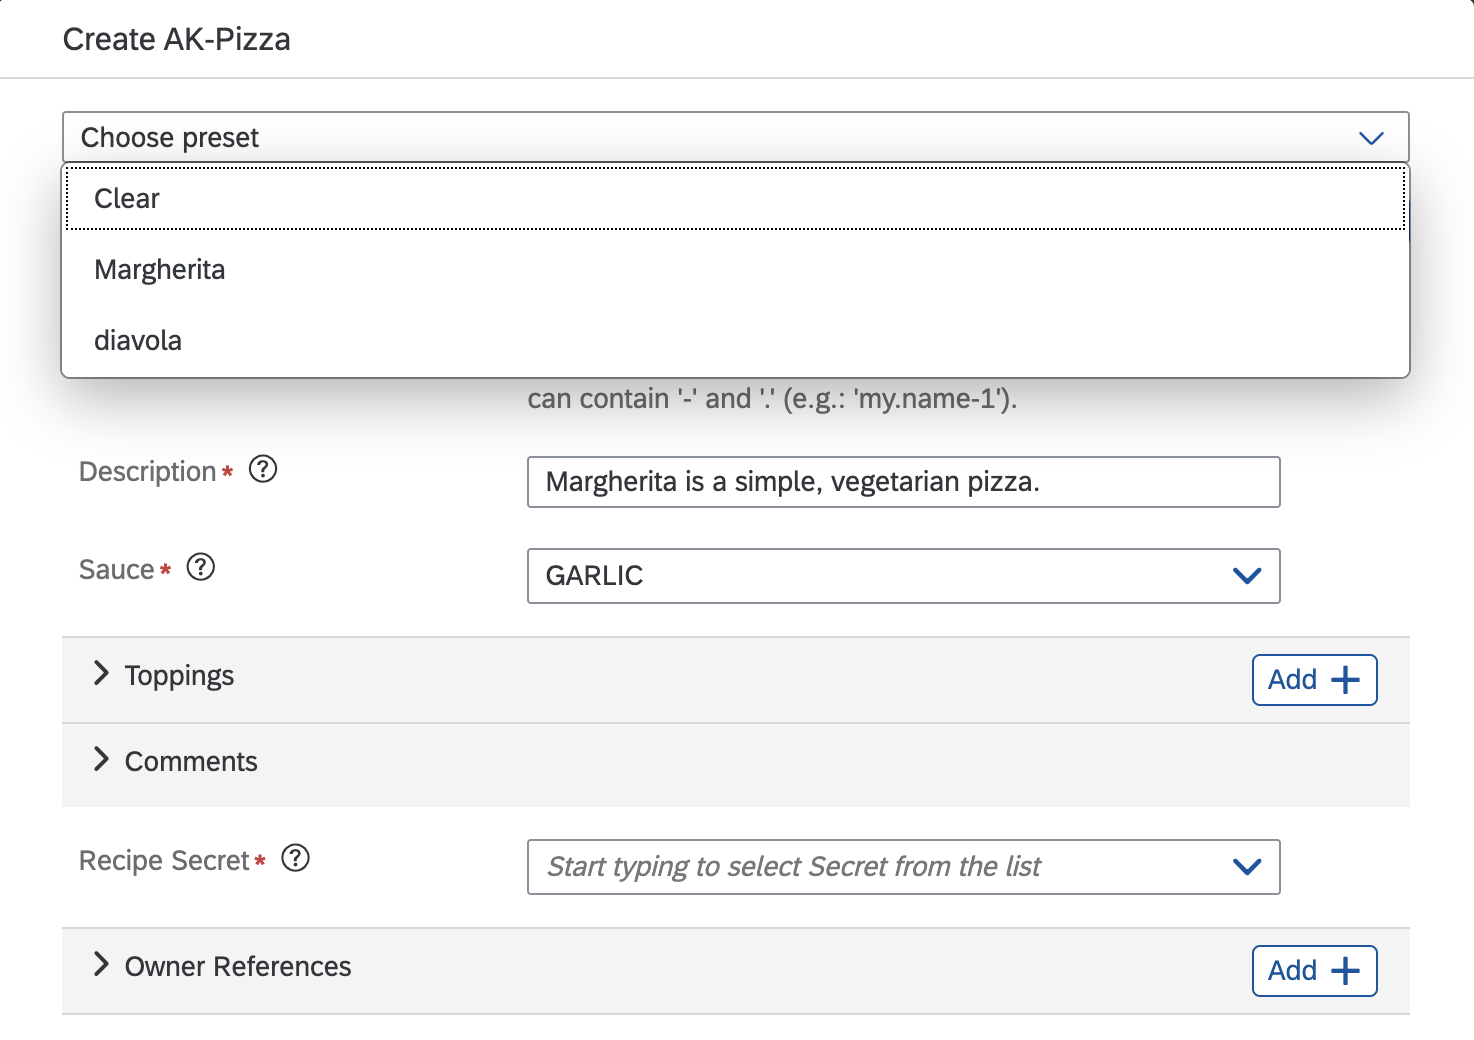 Create AK-Pizza
Choose preset
Clear
Margherita
diavola
can contain '-' and '.' (e.g.: 'my.name-1').
Description* ?
Margherita is a simple, vegetarian pizza.
Sauce* ?
GARLIC
Toppings
Add +
Comments
Recipe Secret* ?
Start typing to select Secret from the list
Owner References
Add +